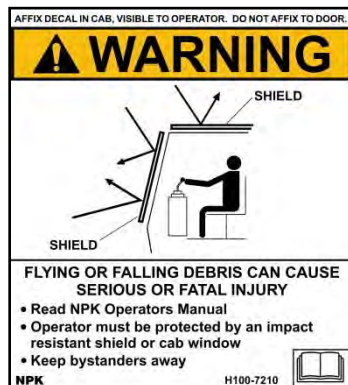 AFFIX DECAL IN CAB, VISIBLE TO OPERATOR. DO NOT AFFIX TO DOOR.
WARNING
SHIELD
SHIELD
FLYING OR FALLING DEBRIS CAN CAUSE
SERIOUS OR FATAL INJURY
• Read NPK Operators Manual
• Operator must be protected by an impact
resistant shield or cab window
• Keep bystanders away
NPK H100-7210